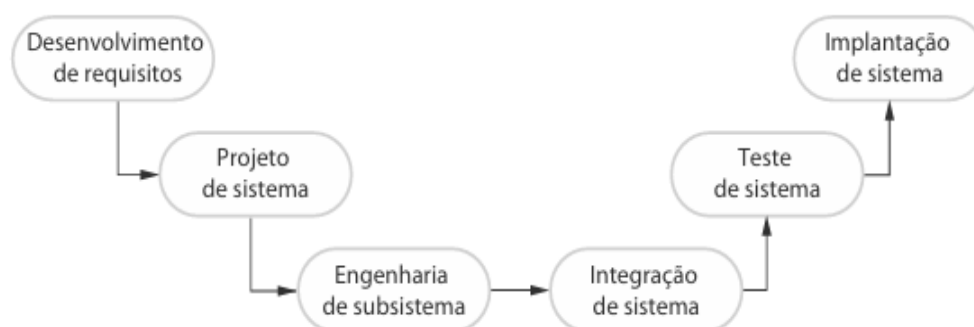 Desenvolvimento
de requisitos
Implantação
de sistema
Projeto
de sistema
Teste
de sistema
Engenharia
de subsistema
Integração
de sistema